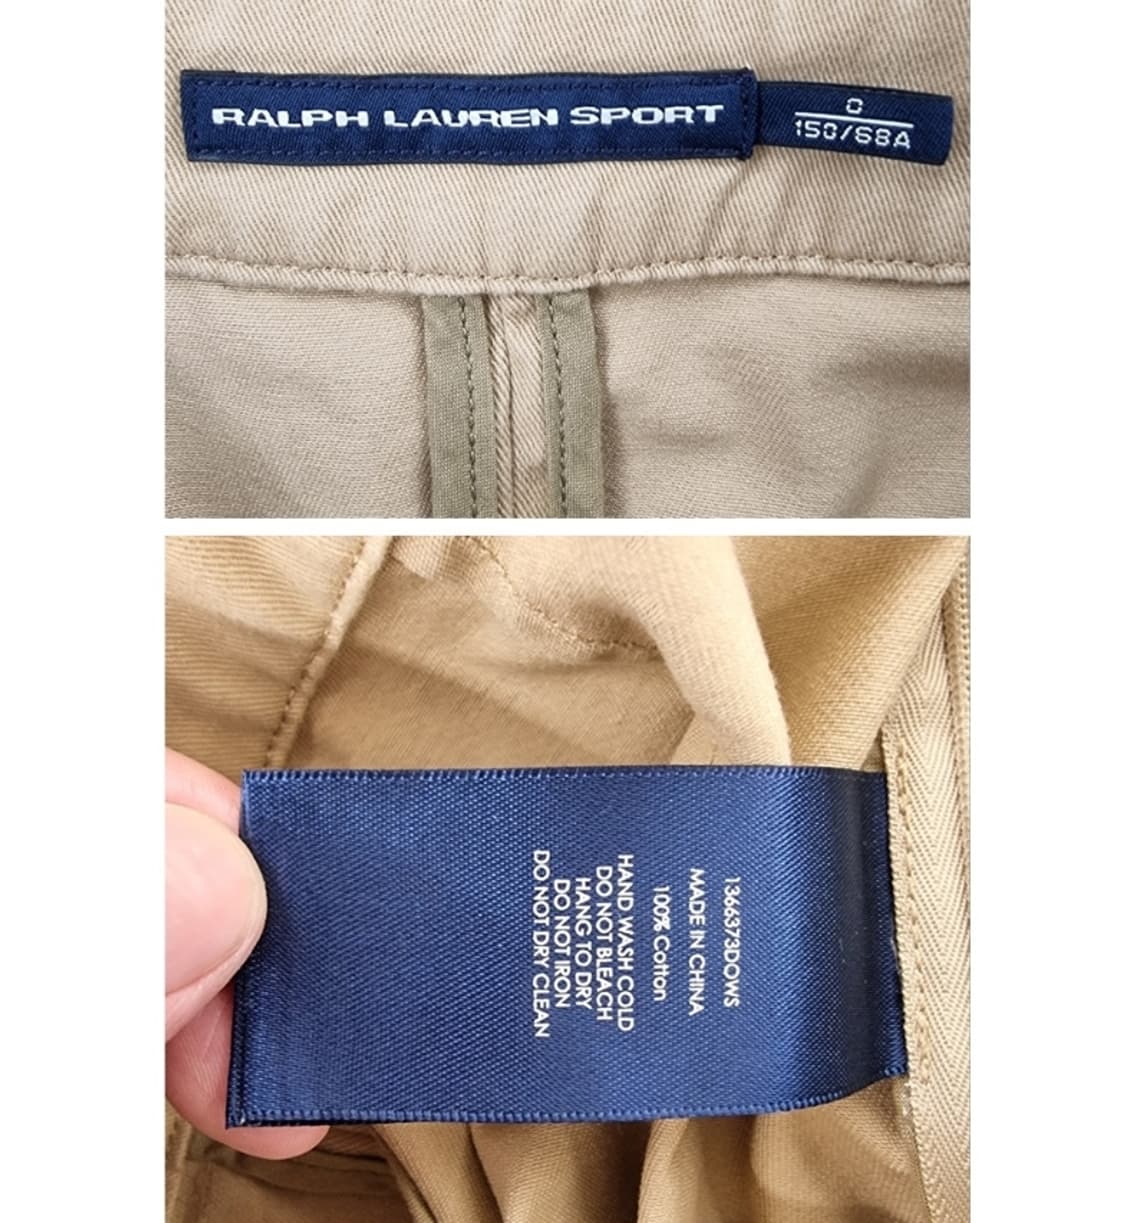 RALPH LAUREN SPORT
0
150/68A
1366373DOWS
MADE IN CHINA
100% Cotton
HAND WASH COLD
DO NOT BLEACH
HANG TO DRY
DO NOT IRON
DO NOT DRY CLEAN